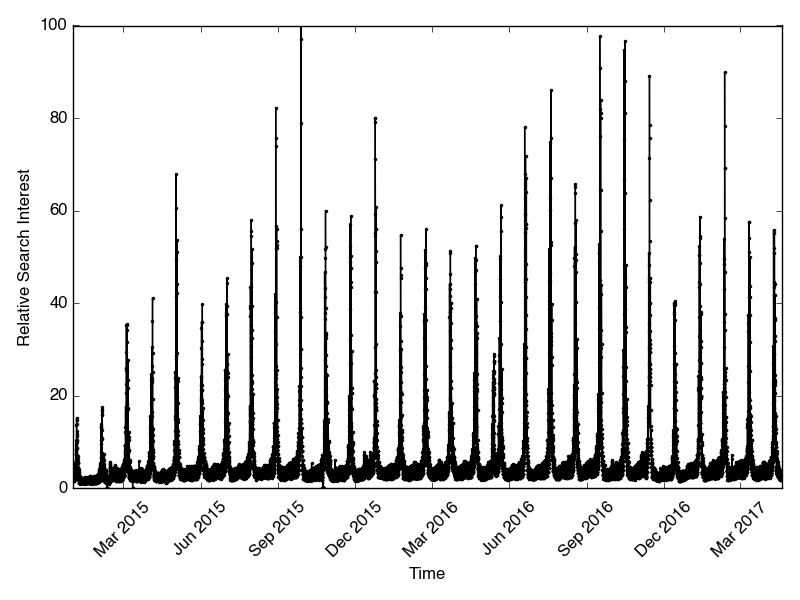 100
80
60
40
20
0
Relative Search Interest
Mar 2015
Jun 2015
Sep 2015
Dec 2015
Mar 2016
Jun 2016
Sep 2016
Dec 2016
Mar 2017
Time